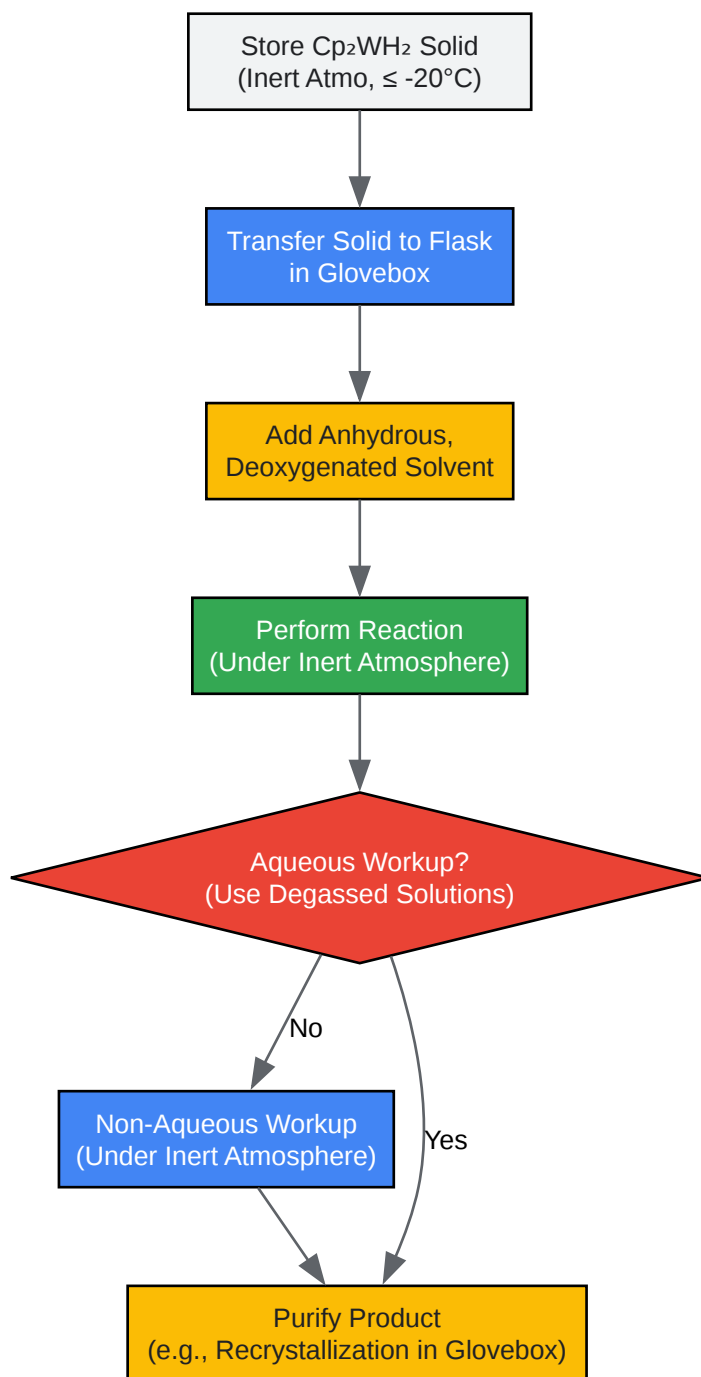 Store Cp₂WH₂ Solid
(Inert Atmo, ≤ -20°C)
Transfer Solid to Flask
in Glovebox
Add Anhydrous,
Deoxygenated Solvent
Perform Reaction
(Under Inert Atmosphere)
Aqueous Workup?
(Use Degassed Solutions)
No
Non-Aqueous Workup
(Under Inert Atmosphere)
Yes
Purify Product
(e.g., Recrystallization in Glovebox)